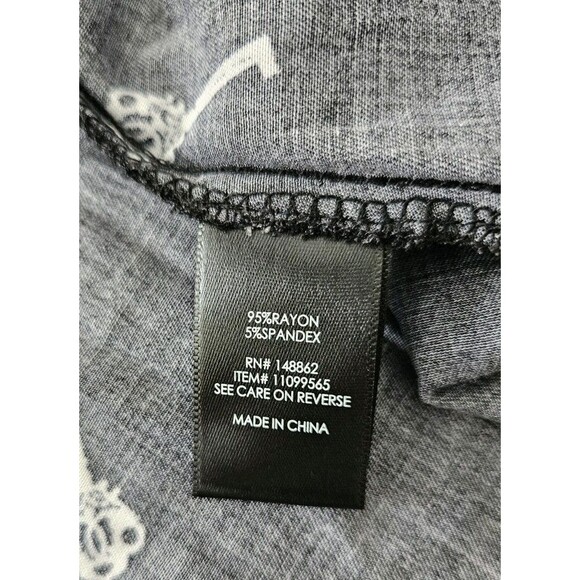 95%RAYON
5%SPANDEX
RN# 148862
ITEM# 11099565
SEE CARE ON REVERSE
MADE IN CHINA